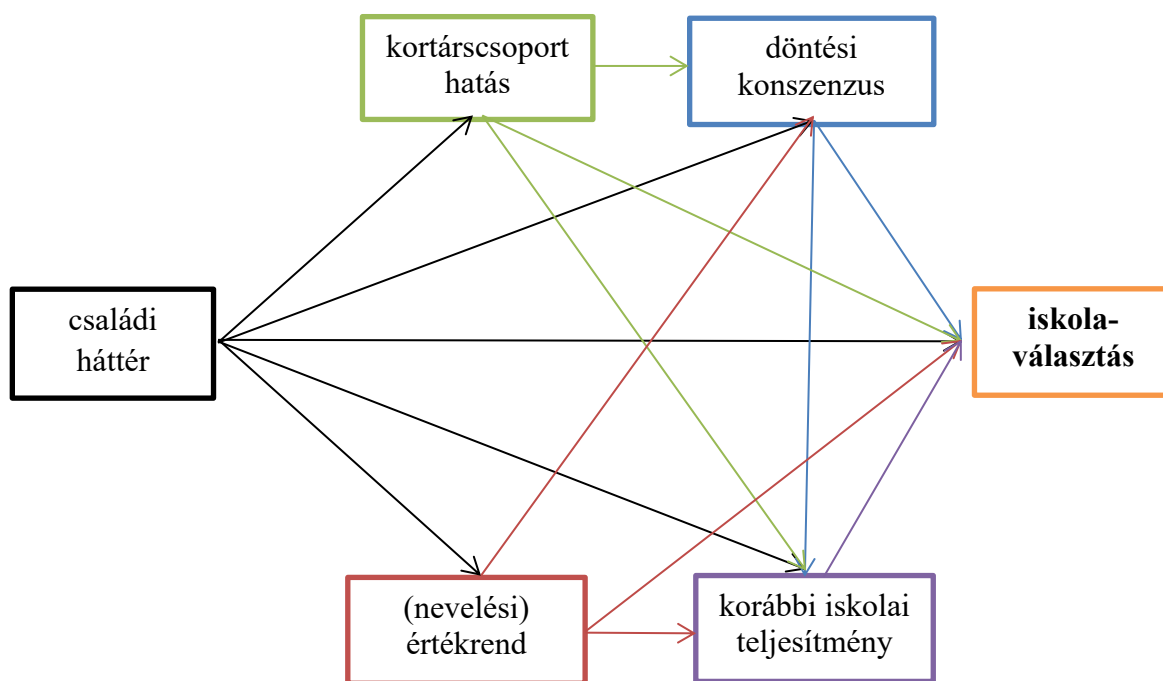 kortárscsoport
hatás
döntési
konszenzus
családi
háttér
iskola-
választás
(nevelési)
értékrend
korábbi iskolai
teljesítmény